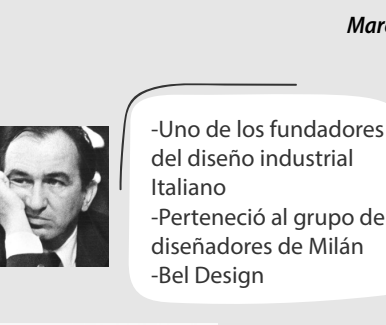 Marc
-Uno de los fundadores
del diseño industrial
Italiano
-Perteneció al grupo de
diseñadores de Milán
-Bel Design